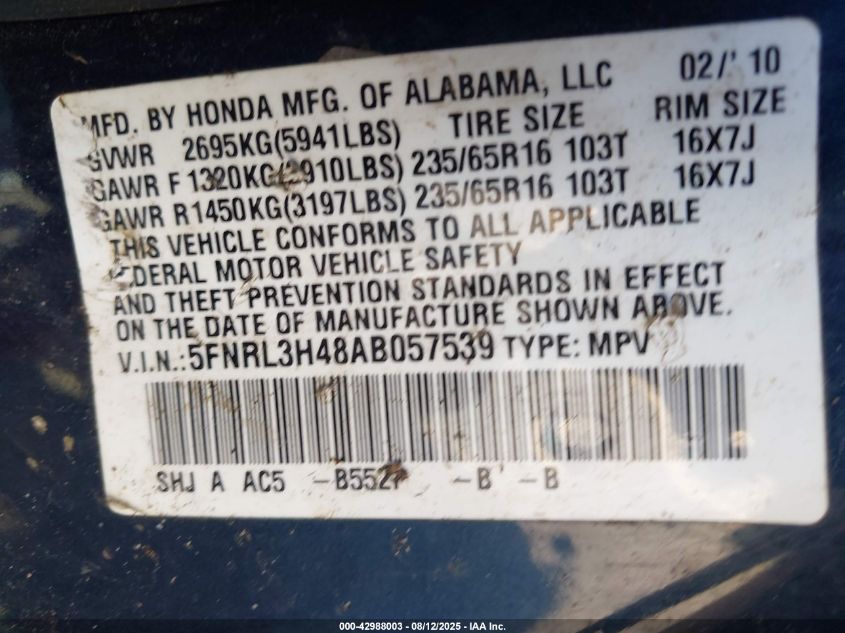 MFD. BY HONDA MFG. OF ALABAMA, LLC 02/'10
GVWR 2695KG(5941LBS) TIRE SIZE RIM SIZE
GAWR F 1320KG(2910LBS) 235/65R16 103T 16X7J
GAWR R1450KG(3197LBS) 235/65R16 103T 16X7J
THIS VEHICLE CONFORMS TO ALL APPLICABLE
FEDERAL MOTOR VEHICLE SAFETY
AND THEFT PREVENTION STANDARDS IN EFFECT
ON THE DATE OF MANUFACTURE SHOWN ABOVE.
V.I.N.:5FNRL3H48AB057539 TYPE: MPV
SHJ A AC5 -B' -B
000-42988003 - 08/12/2025 - IAA Inc.